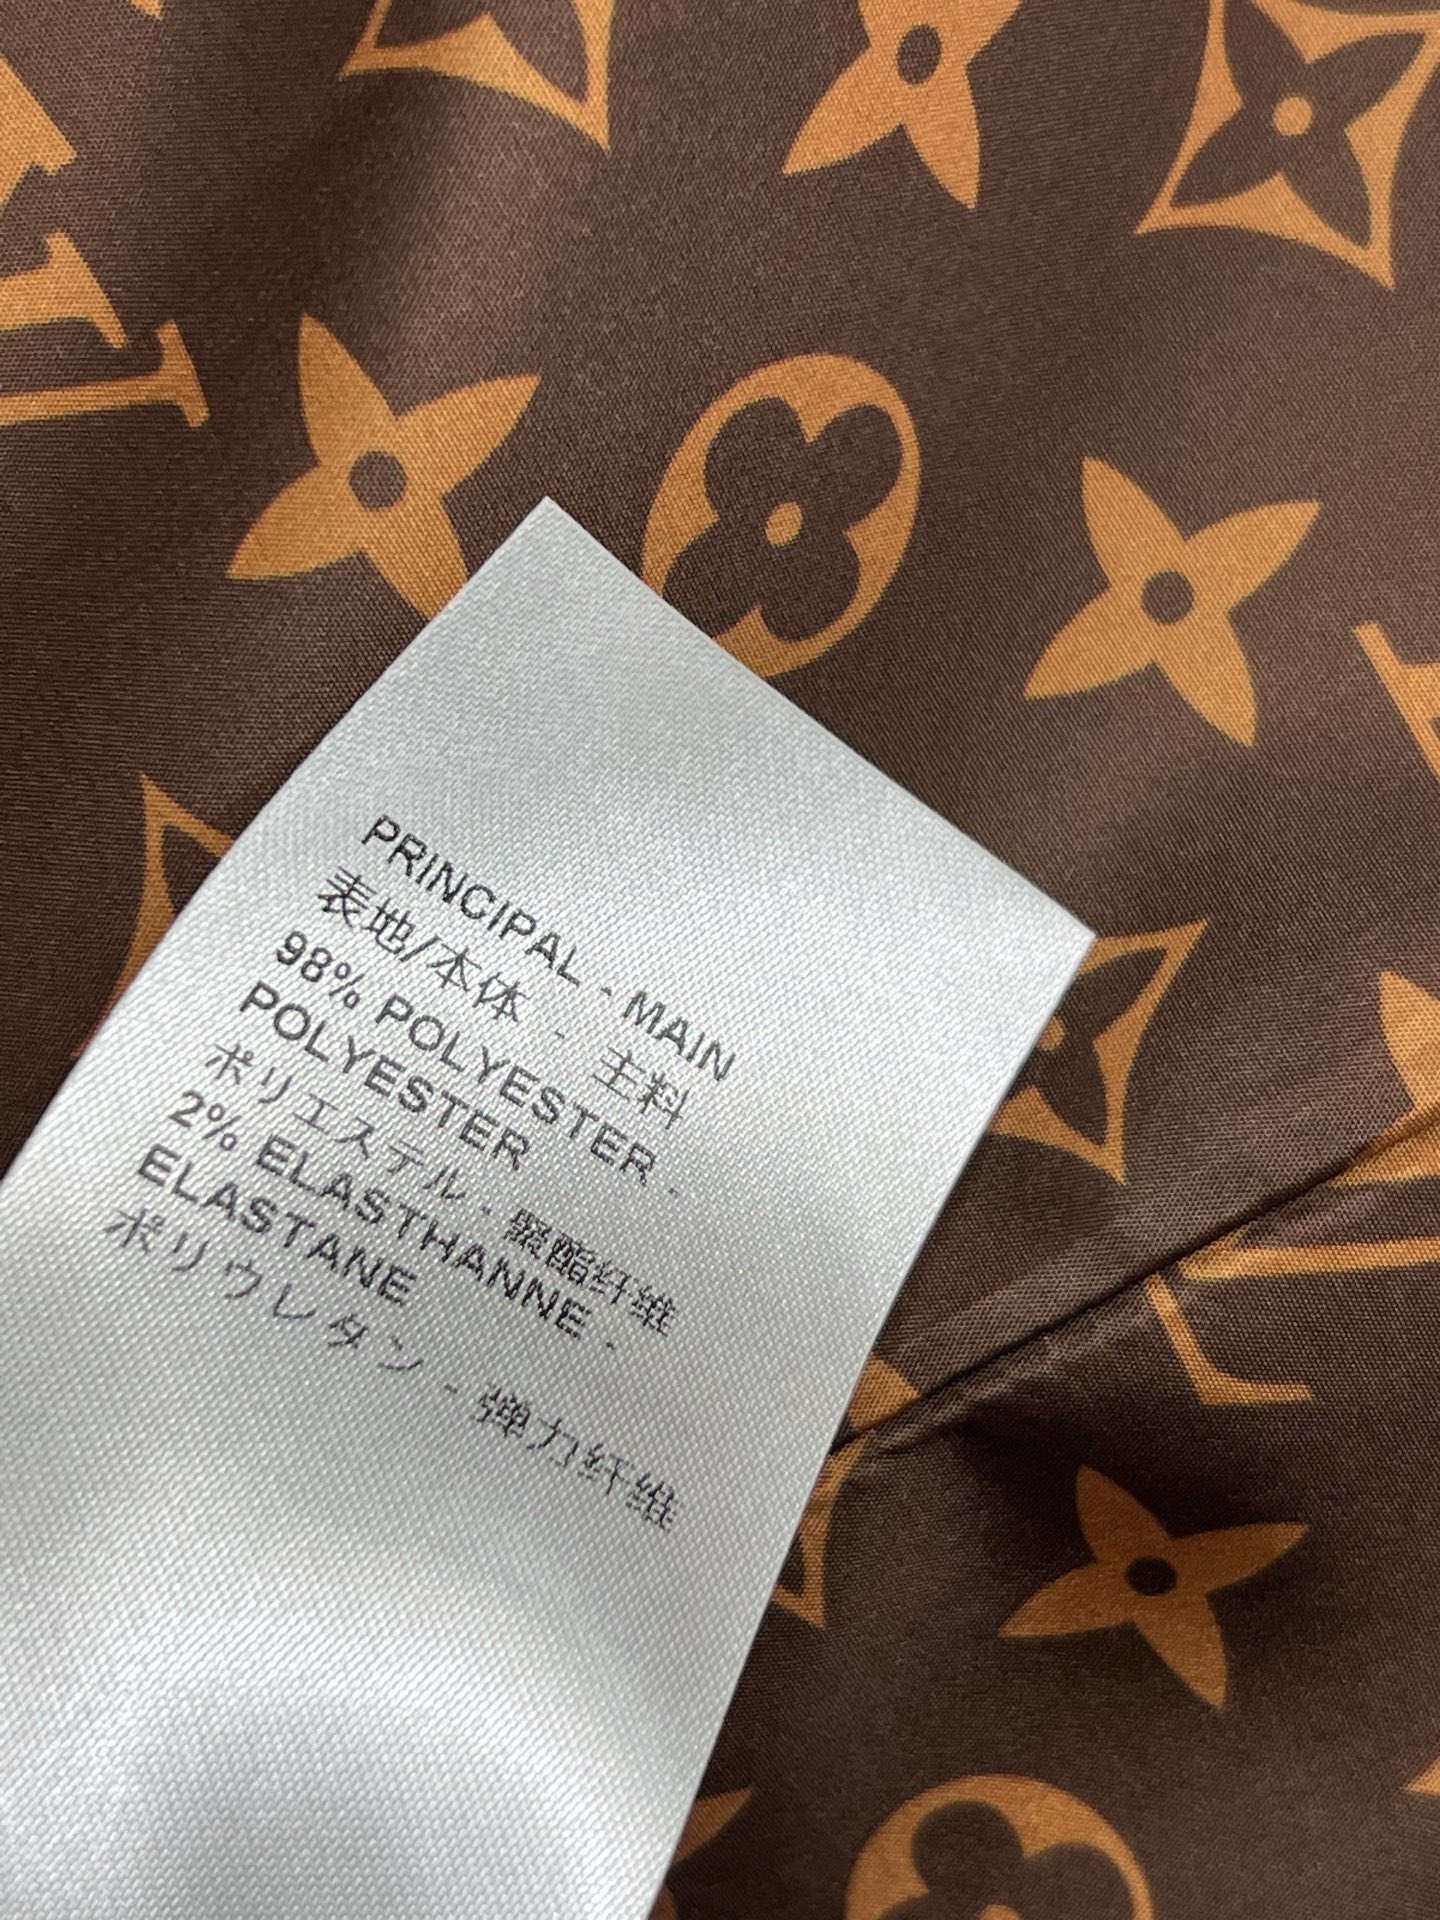 PRINCIPAL - MAIN
表地/本体 - 主料
98% POLYESTER -
POLYESTER
ポリエステル - 聚酯纤维
2% ELASTHANNE -
ELASTANE
ポリウレタン - 弹力纤维